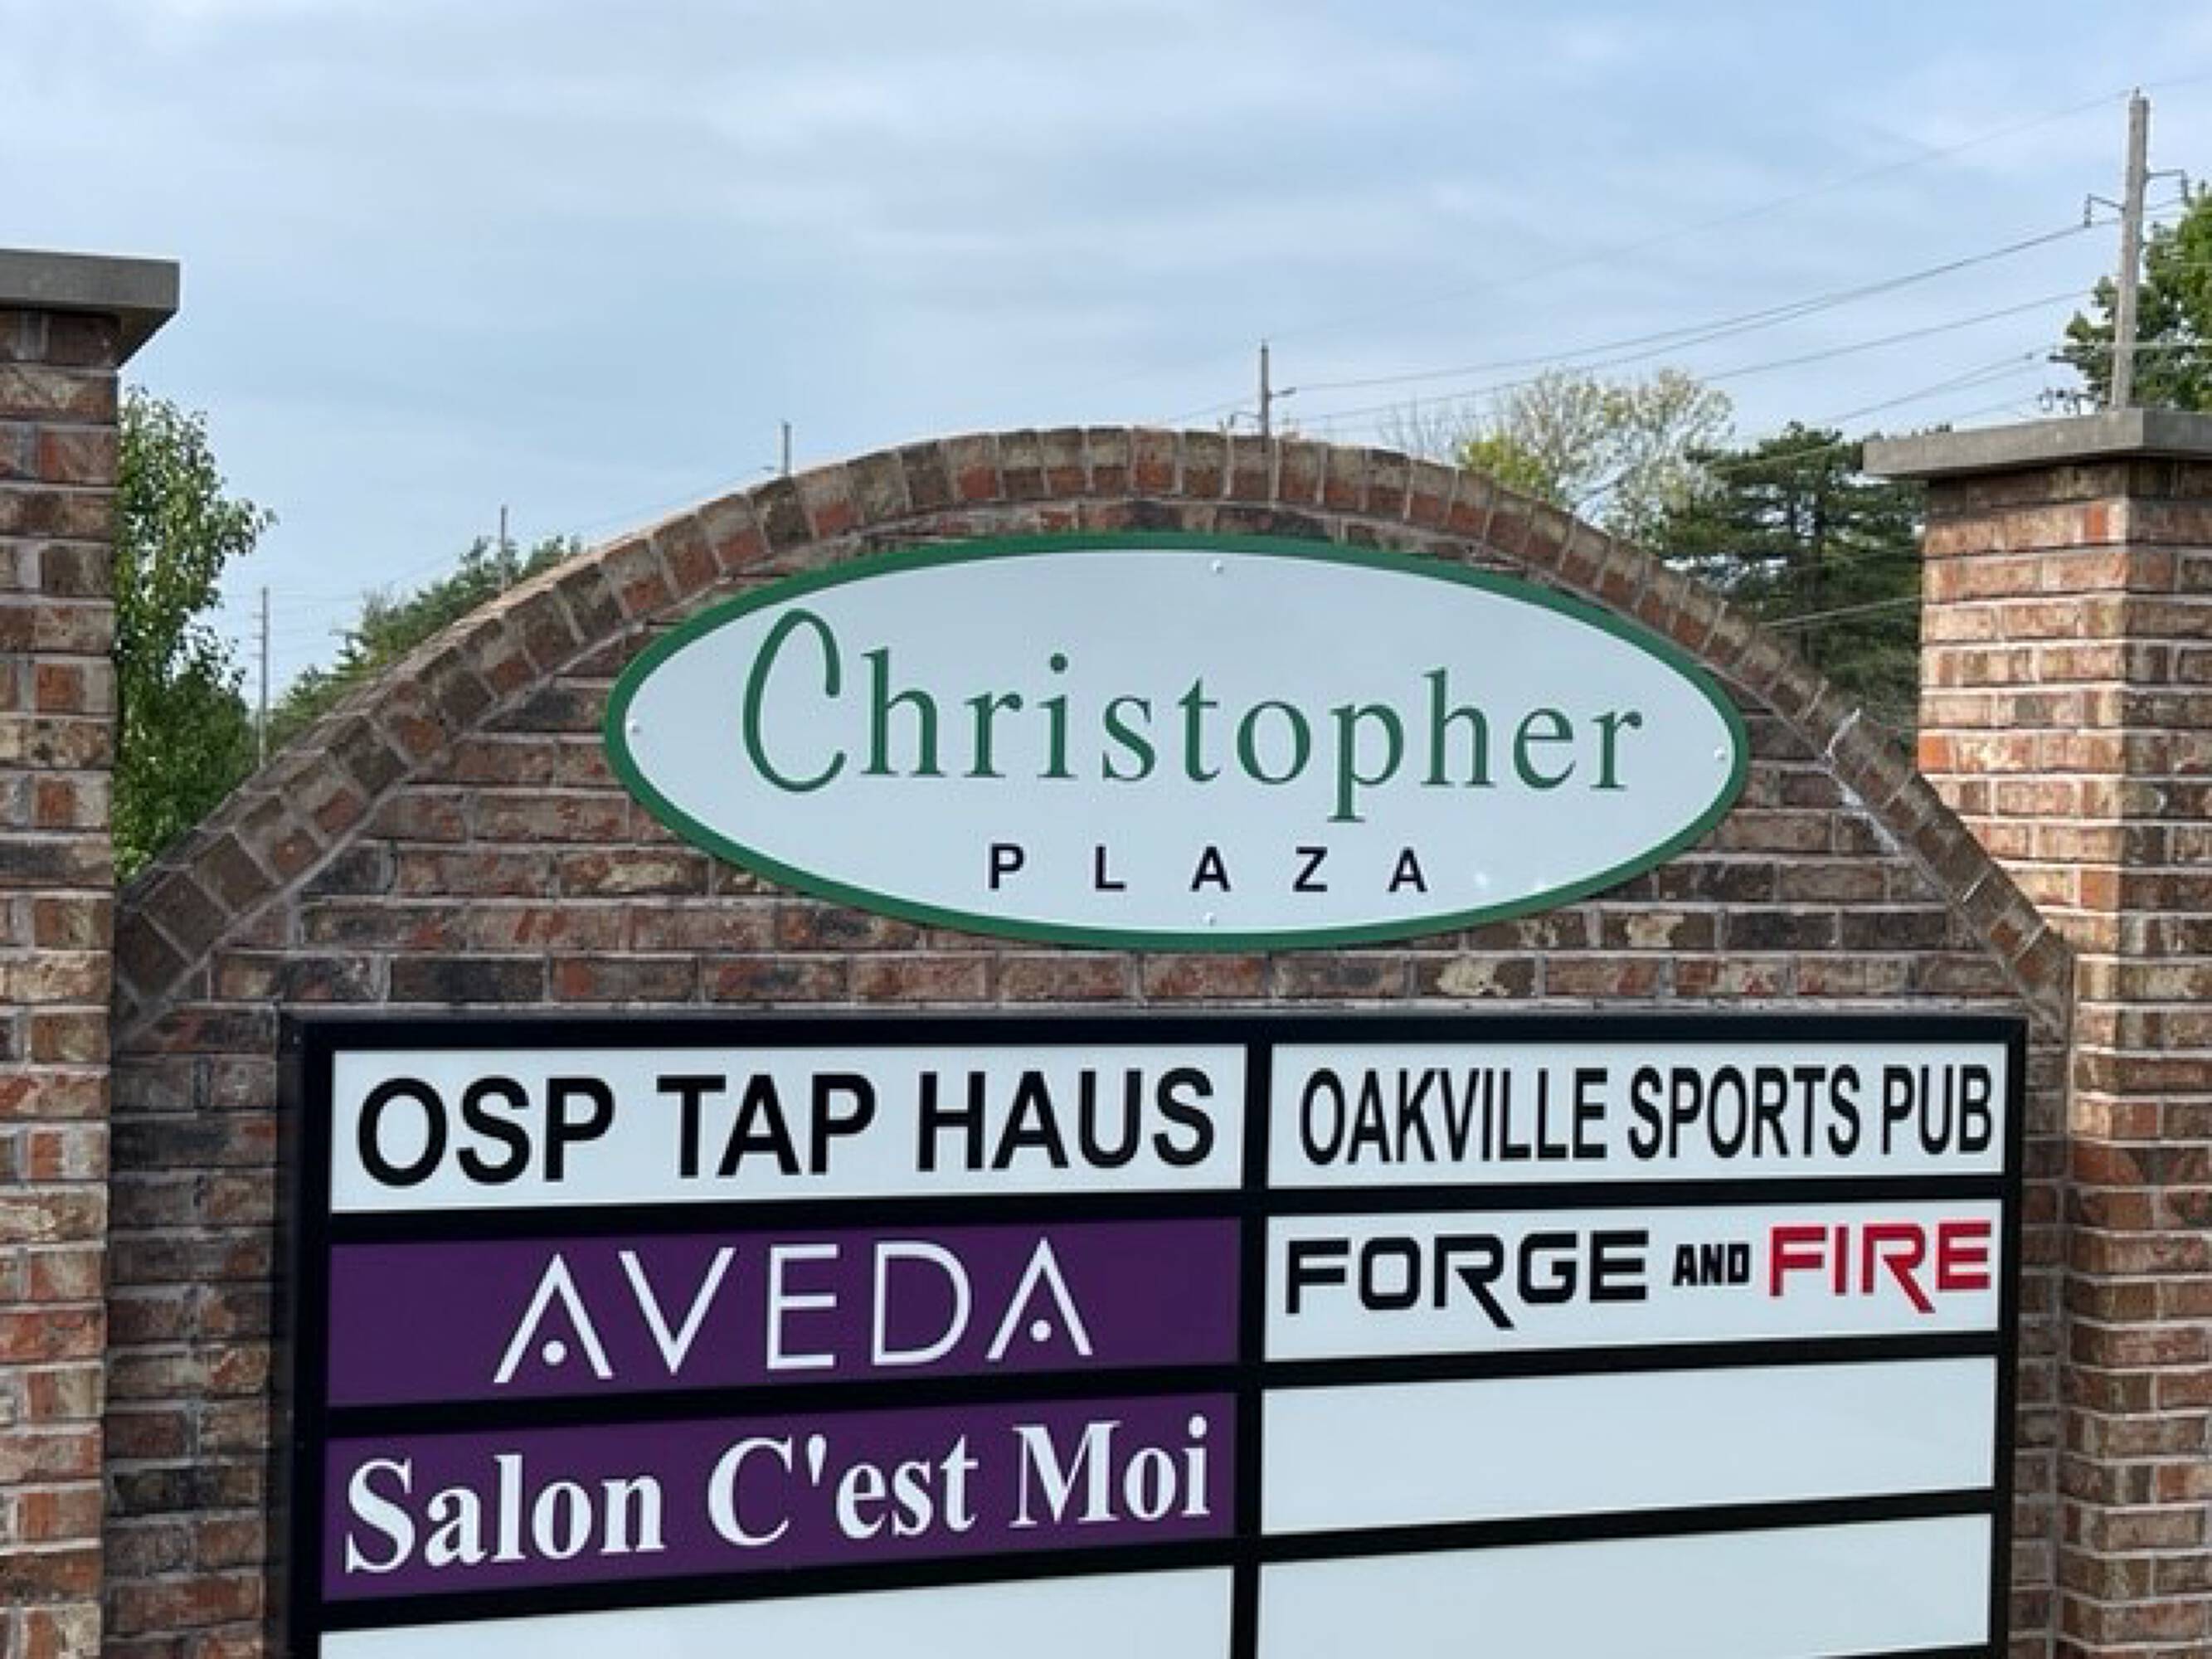 Christopher
PLAZA
OSP TAP HAUS
OAKVILLE SPORTS PUB
AVEDA
FORGE AND FIRE
Salon C'est Moi